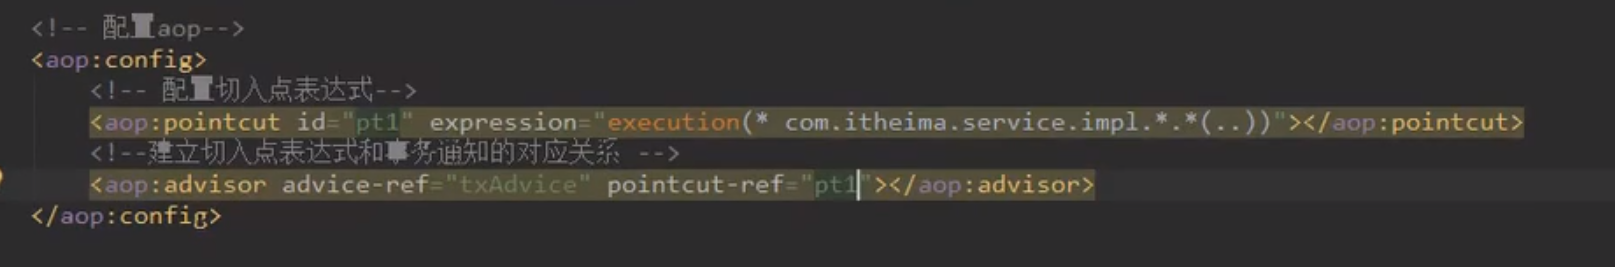 <!-- 配置aop-->
<aop:config>
<!-- 配置切入点表达式-->
<aop:pointcut id="pt1" expression="execution(* com.itheima.service.impl.*.*(..))"></aop:pointcut>
<!--建立切入点表达式和事务通知的对应关系 -->
<aop:advisor advice-ref="txAdvice" pointcut-ref="pt1"></aop:advisor>
</aop:config>